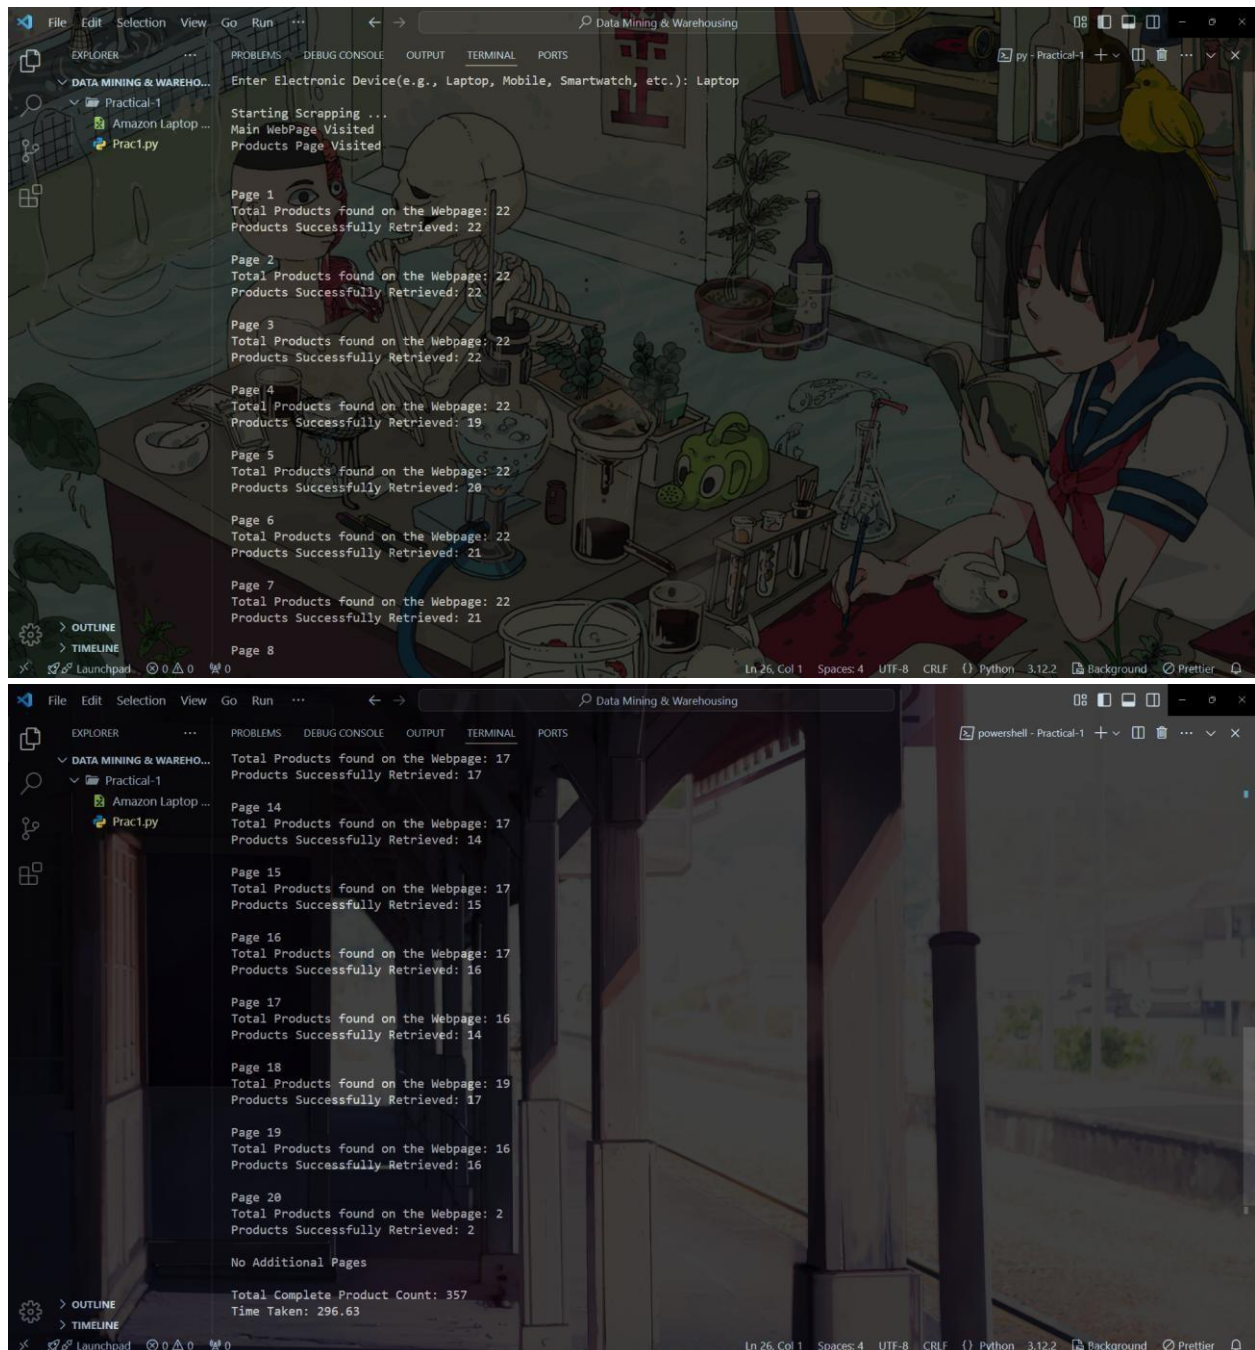 File Edit Selection View Go Run ··· ← → Data Mining & Warehousing
EXPLORER ··· PROBLEMS DEBUG CONSOLE OUTPUT TERMINAL PORTS py - Practical-1
DATA MINING & WAREHO...
Practical-1
Amazon Laptop ...
Prac1.py
Enter Electronic Device(e.g., Laptop, Mobile, Smartwatch, etc.): Laptop
Starting Scrapping ...
Main WebPage Visited
Products Page Visited
Page 1
Total Products found on the Webpage: 22
Products Successfully Retrieved: 22
Page 2
Total Products found on the Webpage: 22
Products Successfully Retrieved: 22
Page 3
Total Products found on the Webpage: 22
Products Successfully Retrieved: 22
Page 4
Total Products found on the Webpage: 22
Products Successfully Retrieved: 19
Page 5
Total Products found on the Webpage: 22
Products Successfully Retrieved: 20
Page 6
Total Products found on the Webpage: 22
Products Successfully Retrieved: 21
Page 7
Total Products found on the Webpage: 22
Products Successfully Retrieved: 21
Page 8
OUTLINE
TIMELINE
Launchpad 0 0 0 Ln 26, Col 1 Spaces: 4 UTF-8 CRLF {} Python 3.12.2 Background Prettier
File Edit Selection View Go Run ··· ← → Data Mining & Warehousing
EXPLORER ··· PROBLEMS DEBUG CONSOLE OUTPUT TERMINAL PORTS powershell - Practical-1
DATA MINING & WAREHO...
Practical-1
Amazon Laptop ...
Prac1.py
Total Products found on the Webpage: 17
Products Successfully Retrieved: 17
Page 14
Total Products found on the Webpage: 17
Products Successfully Retrieved: 14
Page 15
Total Products found on the Webpage: 17
Products Successfully Retrieved: 15
Page 16
Total Products found on the Webpage: 17
Products Successfully Retrieved: 16
Page 17
Total Products found on the Webpage: 16
Products Successfully Retrieved: 14
Page 18
Total Products found on the Webpage: 19
Products Successfully Retrieved: 17
Page 19
Total Products found on the Webpage: 16
Products Successfully Retrieved: 16
Page 20
Total Products found on the Webpage: 2
Products Successfully Retrieved: 2
No Additional Pages
Total Complete Product Count: 357
Time Taken: 296.63
OUTLINE
TIMELINE
Launchpad 0 0 0 Ln 26, Col 1 Spaces: 4 UTF-8 CRLF {} Python 3.12.2 Background Prettier